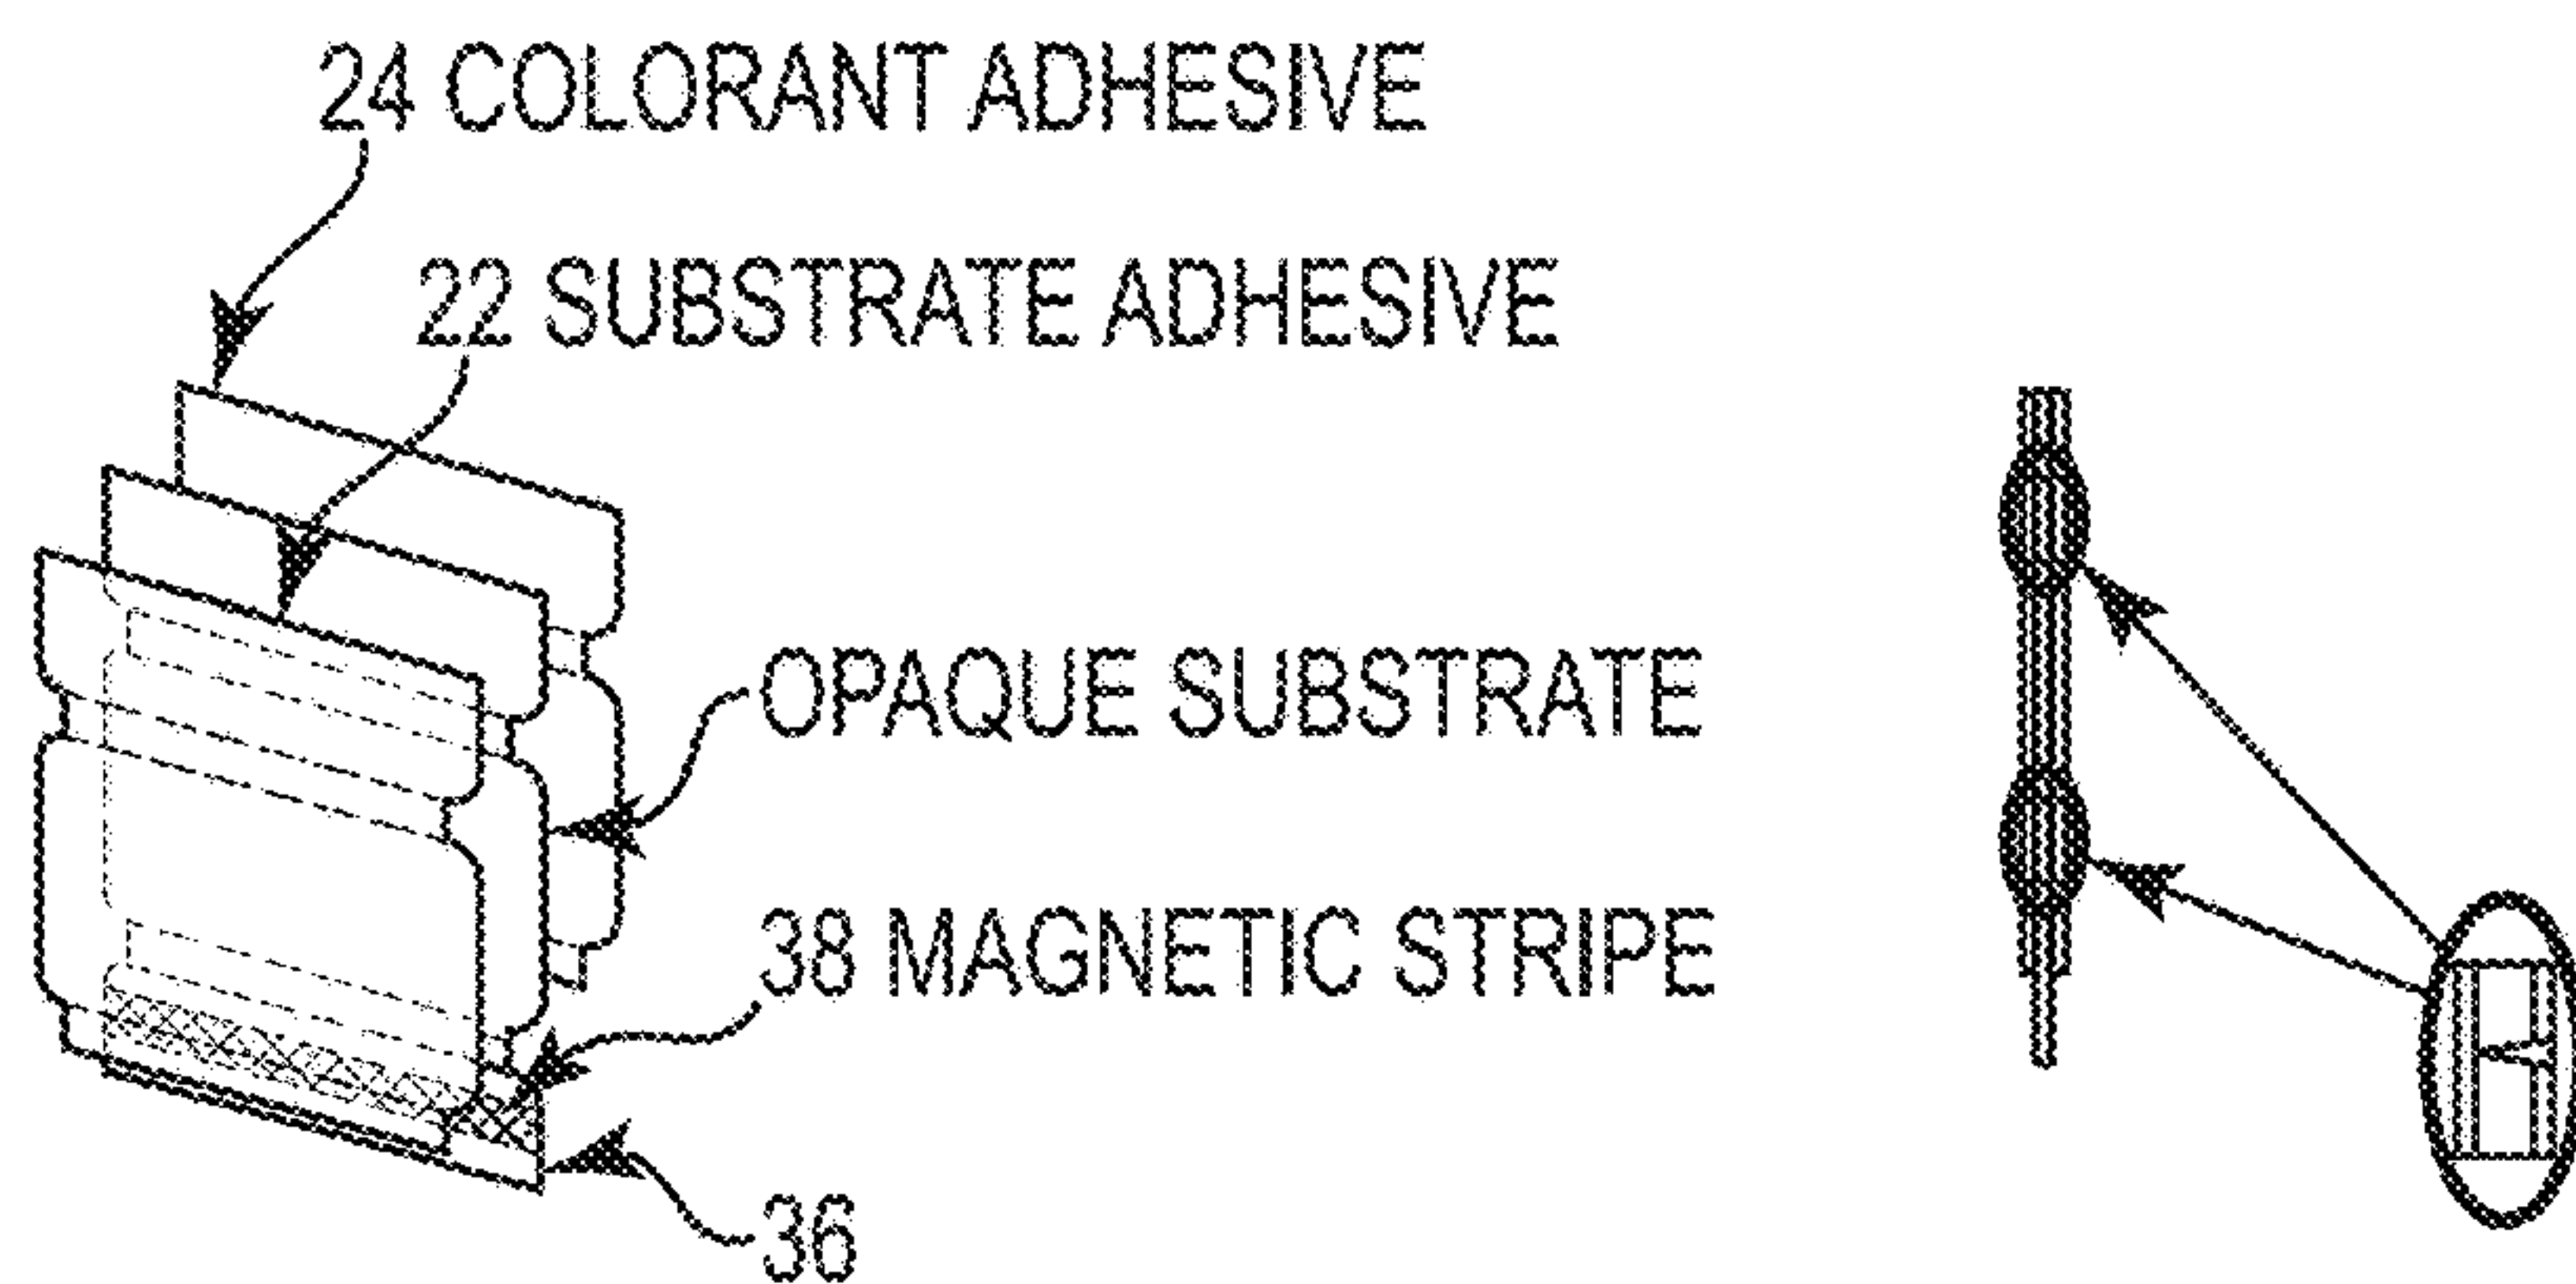 24 COLORANT ADHESIVE
22 SUBSTRATE ADHESIVE
OPAQUE SUBSTRATE
38 MAGNETIC STRIPE
36